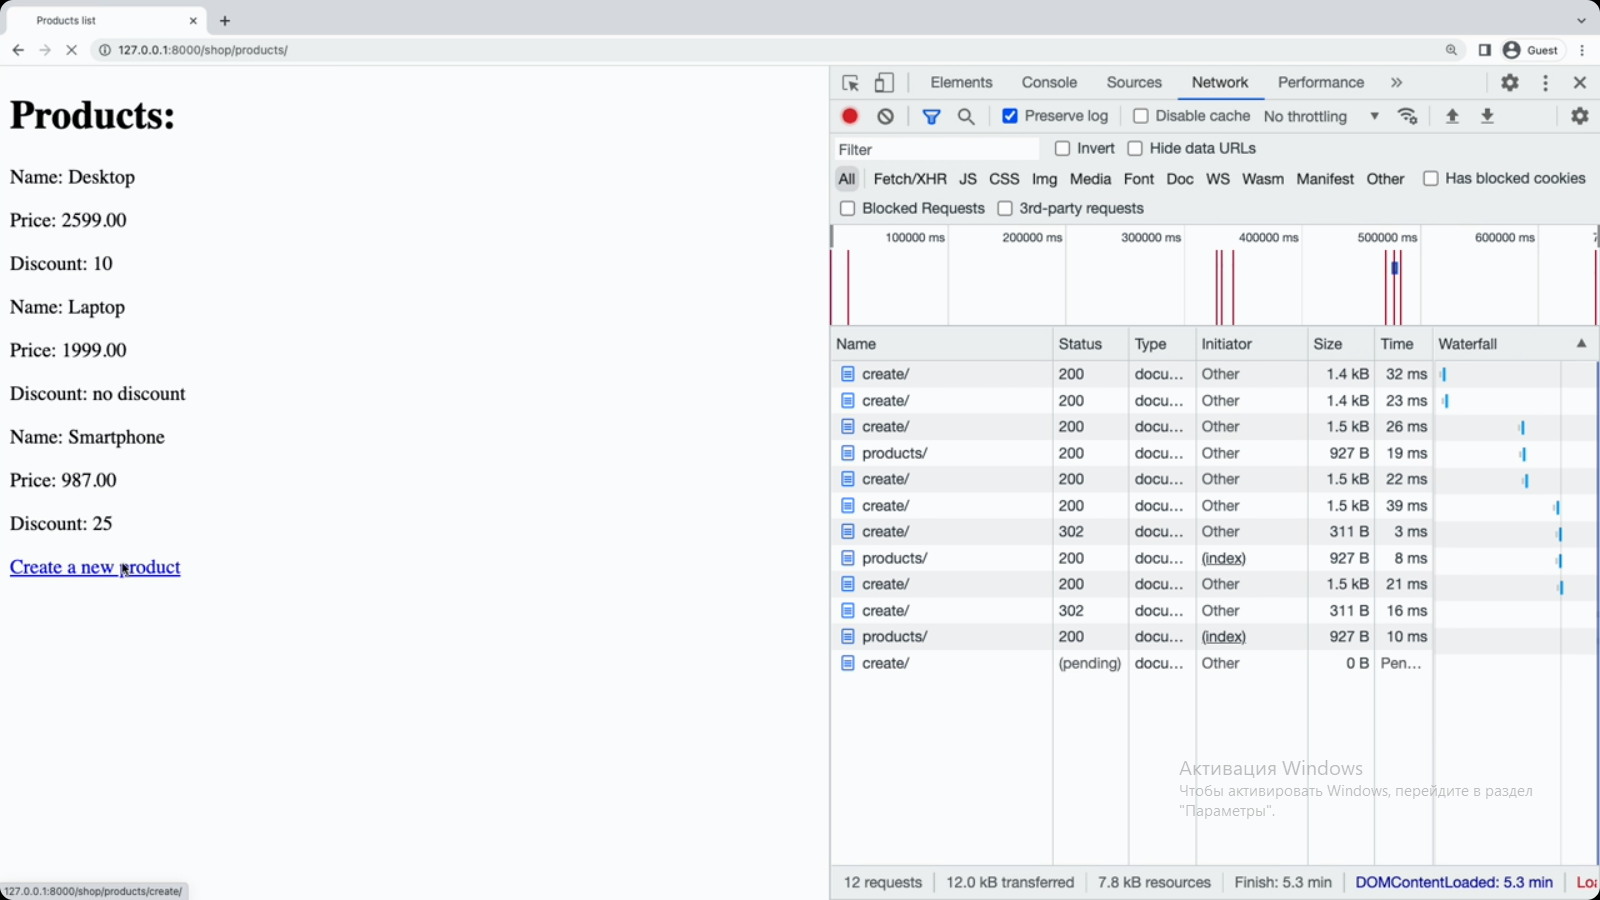 Products list
127.0.0.1:8000/shop/products/
Guest
Products:
Name: Desktop
Price: 2599.00
Discount: 10
Name: Laptop
Price: 1999.00
Discount: no discount
Name: Smartphone
Price: 987.00
Discount: 25
Create a new product
127.0.0.1:8000/shop/products/create/
Elements Console Sources Network Performance
Preserve log Disable cache No throttling
Filter Invert Hide data URLs
All Fetch/XHR JS CSS Img Media Font Doc WS Wasm Manifest Other Has blocked cookies
Blocked Requests 3rd-party requests
100000 ms 200000 ms 300000 ms 400000 ms 500000 ms 600000 ms
Name Status Type Initiator Size Time Waterfall
create/ 200 docu... Other 1.4 kB 32 ms
create/ 200 docu... Other 1.4 kB 23 ms
create/ 200 docu... Other 1.5 kB 26 ms
products/ 200 docu... Other 927 B 19 ms
create/ 200 docu... Other 1.5 kB 22 ms
create/ 200 docu... Other 1.5 kB 39 ms
create/ 302 docu... Other 311 B 3 ms
products/ 200 docu... (index) 927 B 8 ms
create/ 200 docu... Other 1.5 kB 21 ms
create/ 302 docu... Other 311 B 16 ms
products/ 200 docu... (index) 927 B 10 ms
create/ (pending) docu... Other 0 B Pen...
Активация Windows
Чтобы активировать Windows, перейдите в раздел
"Параметры".
12 requests 12.0 kB transferred 7.8 kB resources Finish: 5.3 min DOMContentLoaded: 5.3 min